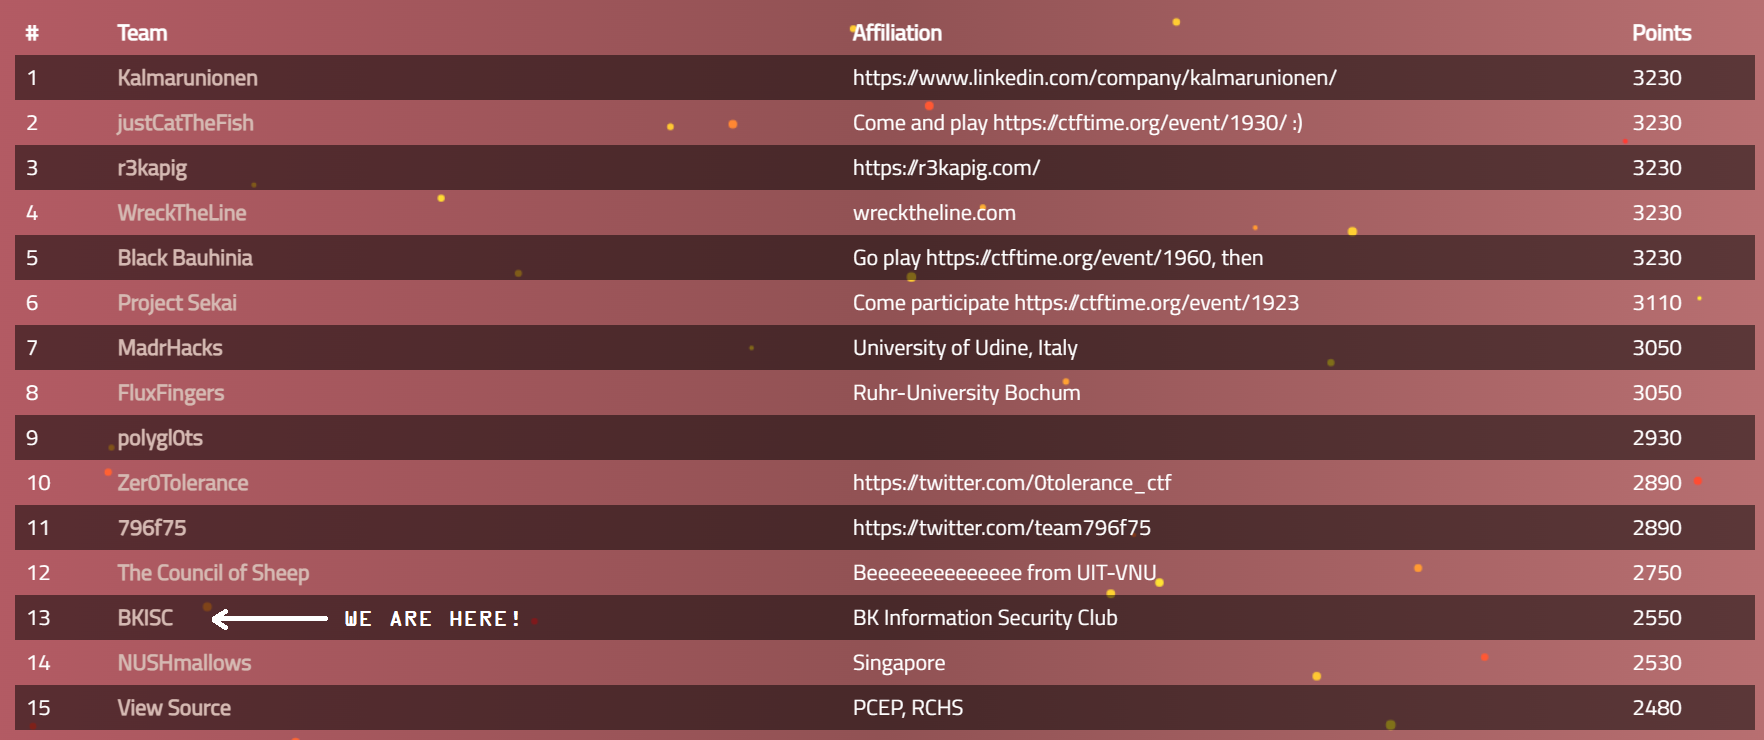 # Team Affiliation Points
1 Kalmarunionen https://www.linkedin.com/company/kalmarunionen/ 3230
2 justCatTheFish Come and play https://ctftime.org/event/1930/ :) 3230
3 r3kapig https://r3kapig.com/ 3230
4 WreckTheLine wrecktheline.com 3230
5 Black Bauhinia Go play https://ctftime.org/event/1960, then 3230
6 Project Sekai Come participate https://ctftime.org/event/1923 3110
7 MadrHacks University of Udine, Italy 3050
8 FluxFingers Ruhr-University Bochum 3050
9 polygl0ts 2930
10 Zer0Tolerance https://twitter.com/0tolerance_ctf 2890
11 796f75 https://twitter.com/team796f75 2890
12 The Council of Sheep Beeeeeeeeeeeeee from UIT-VNU 2750
13 BKISC WE ARE HERE! BK Information Security Club 2550
14 NUSHmallows Singapore 2530
15 View Source PCEP, RCHS 2480